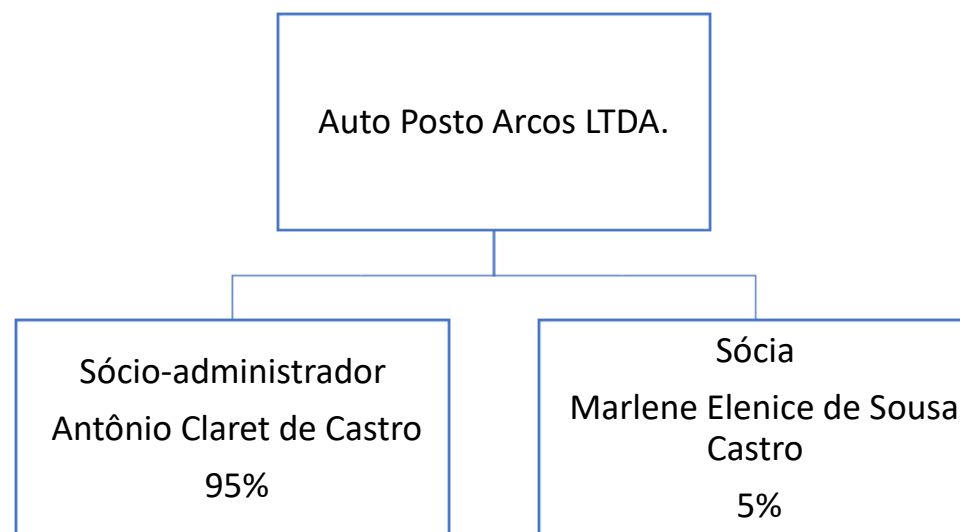 Auto Posto Arcos LTDA.
Sócio-administrador
Antônio Claret de Castro
95%
Sócia
Marlene Elenice de Sousa
Castro
5%